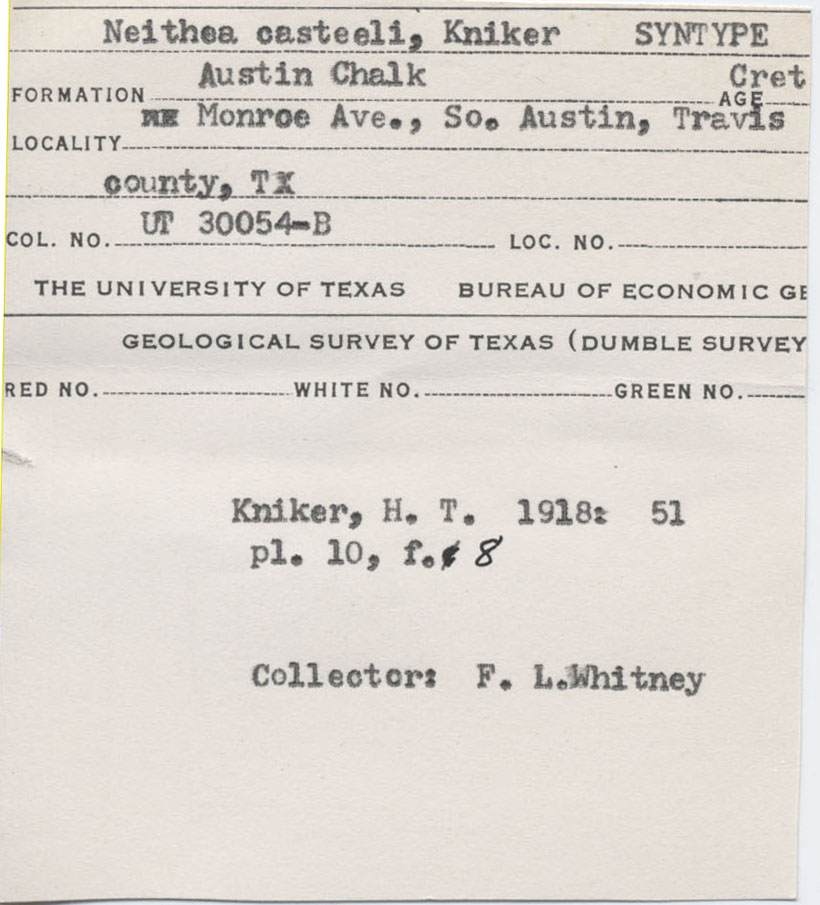 Neithea casteeli, Kniker SYNTYPE
FORMATION Austin Chalk AGE Cret
LOCALITY Monroe Ave., So. Austin, Travis
county, TX
COL. NO. UT 30054-B LOC. NO.
THE UNIVERSITY OF TEXAS BUREAU OF ECONOMIC GE
GEOLOGICAL SURVEY OF TEXAS (DUMBLE SURVEY
RED NO. WHITE NO. GREEN NO.
Kniker, H. T. 1918: 51
pl. 10, f. 8
Collector: F. L.Whitney